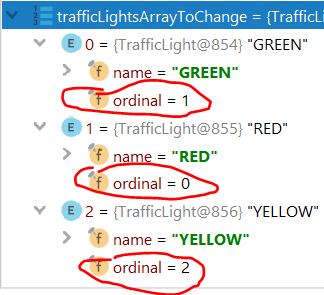 trafficLightsArrayToChange = {TrafficL
0 = {TrafficLight@854} "GREEN"
f name = "GREEN"
f ordinal = 1
E 1 = {TrafficLight@855} "RED"
f name = "RED"
f ordinal = 0
E 2 = {TrafficLight@856} "YELLOW"
f name = "YELLOW"
f ordinal = 2